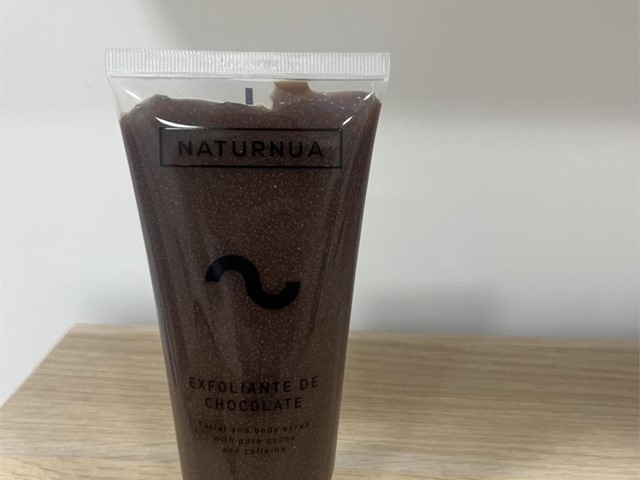 NATURNUA
EXFOLIANTE DE
CHOCOLATE
Facial and body scrub
with pure cocoa
and caffeine